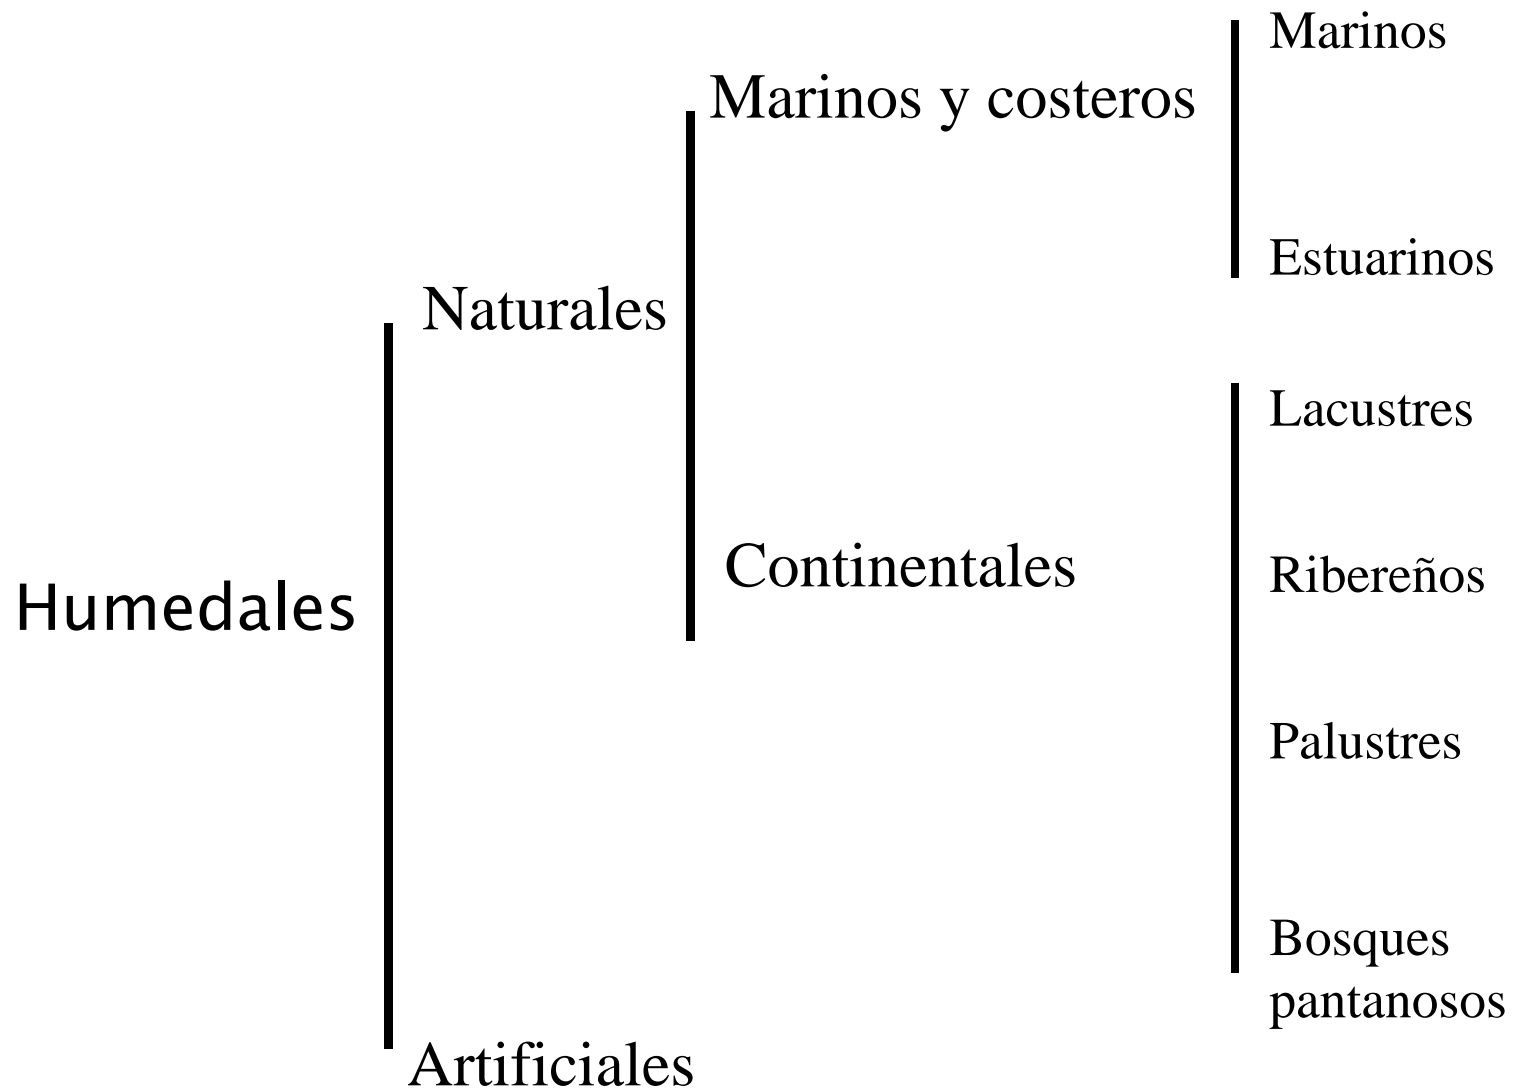 Humedales
Naturales
Marinos y costeros
Marinos
Estuarinos
Continentales
Lacustres
Ribereños
Palustres
Bosques
pantanosos
Artificiales